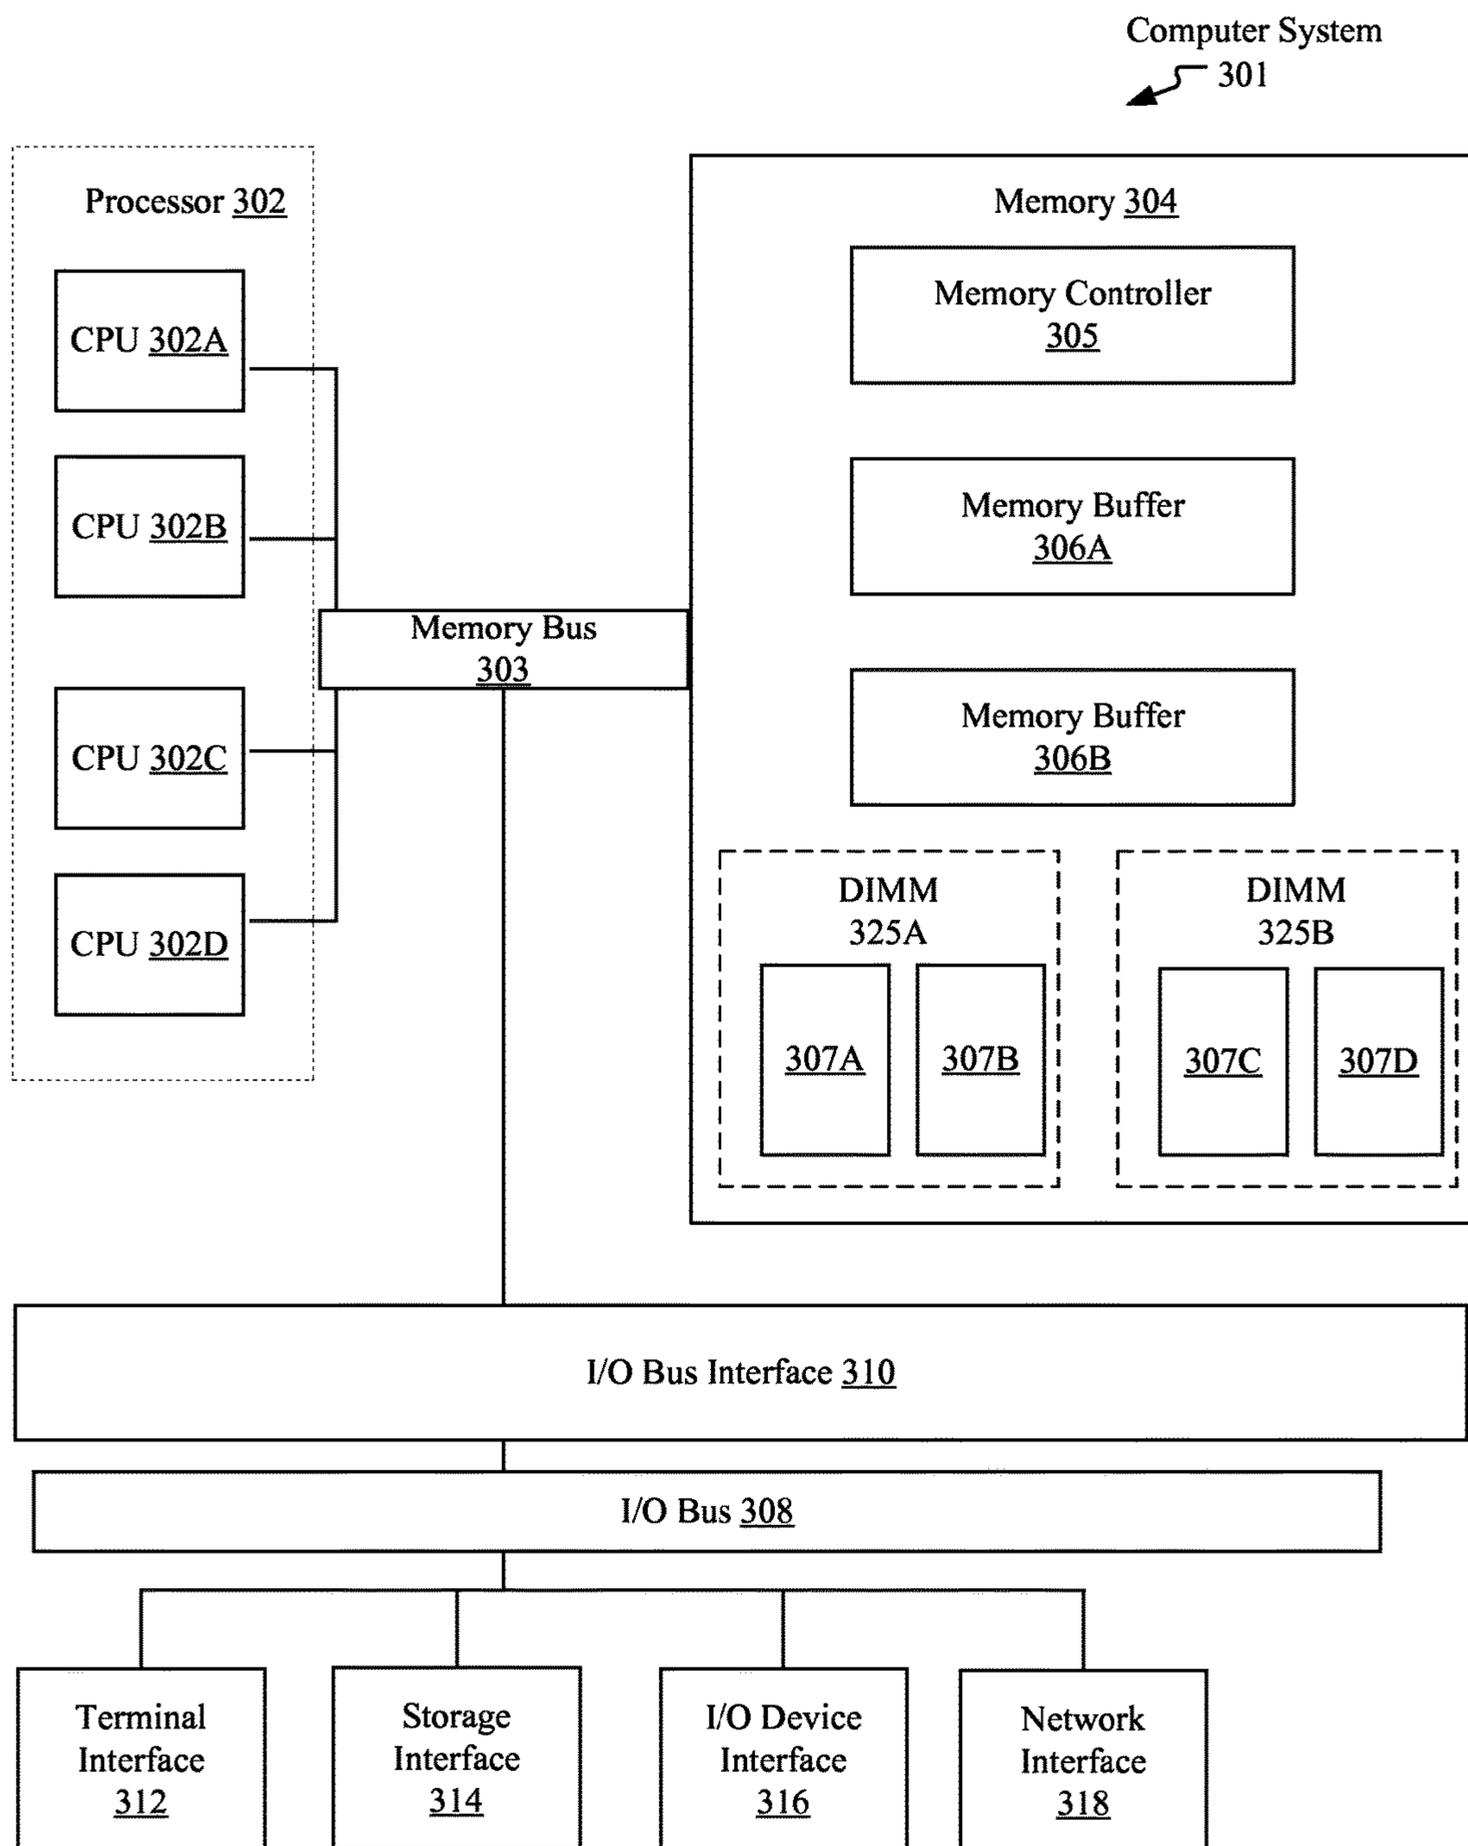 Computer System
301
Processor 302
CPU 302A
CPU 302B
CPU 302C
CPU 302D
Memory Bus
303
Memory 304
Memory Controller
305
Memory Buffer
306A
Memory Buffer
306B
DIMM
325A
307A
307B
DIMM
325B
307C
307D
I/O Bus Interface 310
I/O Bus 308
Terminal
Interface
312
Storage
Interface
314
I/O Device
Interface
316
Network
Interface
318